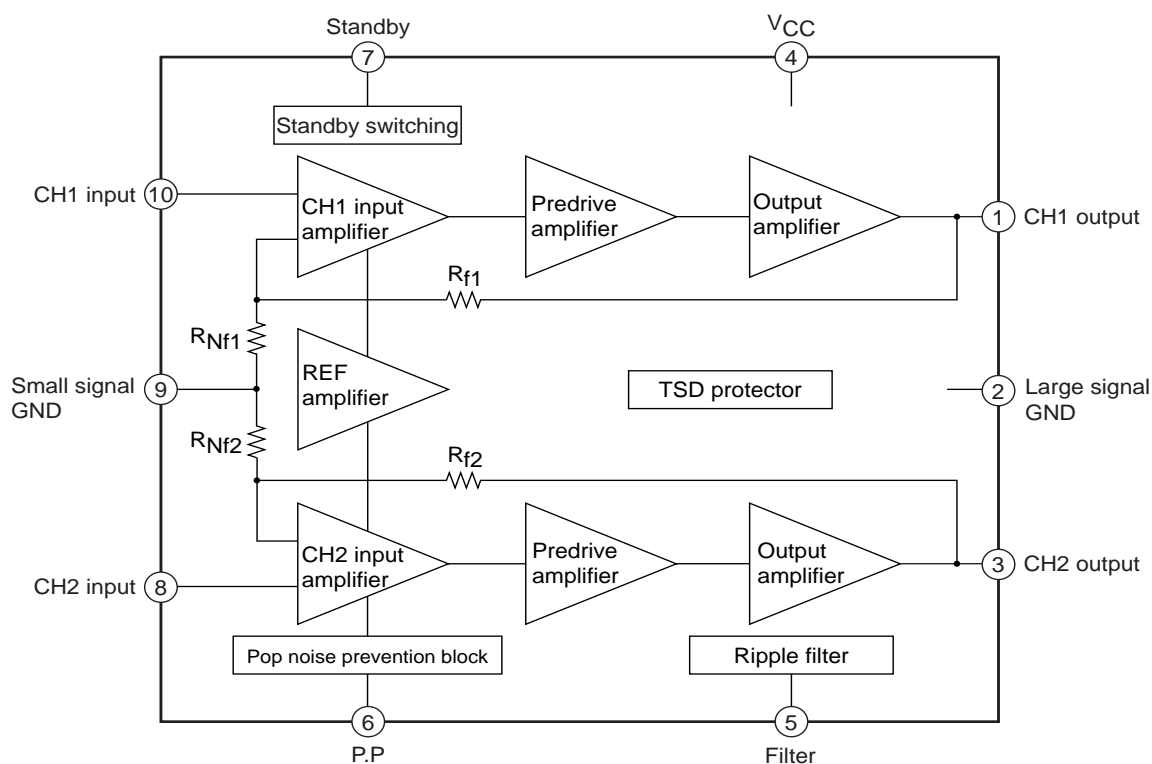 Standby
VCC
7
4
Standby switching
CH1 input
10
CH1 input
amplifier
Predrive
amplifier
Output
amplifier
1
CH1 output
Rf1
RNf1
Small signal
GND
9
REF
amplifier
TSD protector
2
Large signal
GND
RNf2
Rf2
CH2 input
8
CH2 input
amplifier
Predrive
amplifier
Output
amplifier
3
CH2 output
Pop noise prevention block
Ripple filter
6
5
P.P
Filter